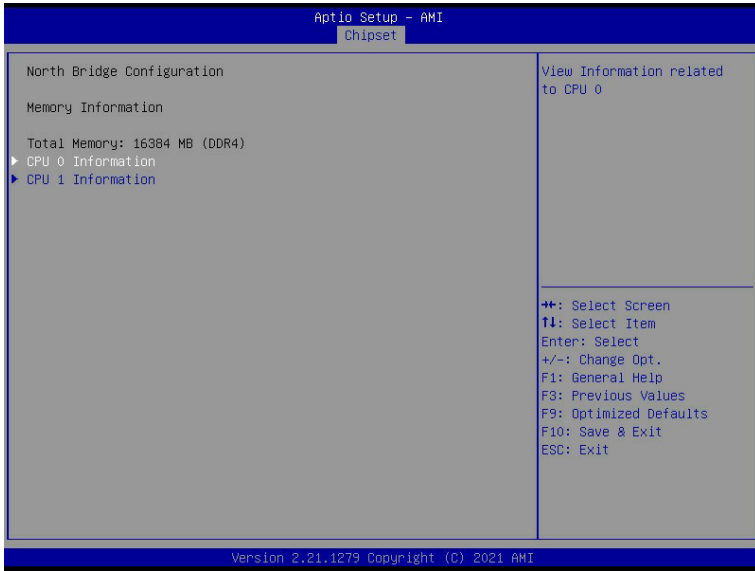 Aptio Setup – AMI
Chipset
North Bridge Configuration
Memory Information
Total Memory: 16384 MB (DDR4)
▶ CPU 0 Information
▶ CPU 1 Information
View Information related
to CPU 0
→←: Select Screen
↑↓: Select Item
Enter: Select
+/-: Change Opt.
F1: General Help
F3: Previous Values
F9: Optimized Defaults
F10: Save & Exit
ESC: Exit
Version 2.21.1279 Copyright (C) 2021 AMI